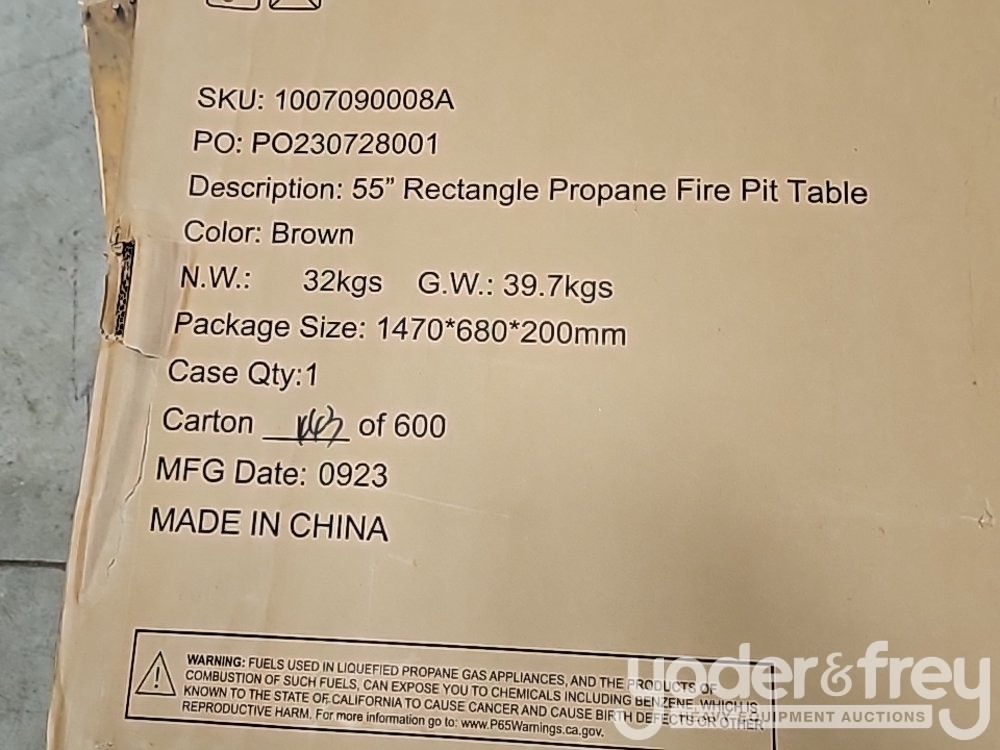 SKU: 1007090008A
PO: PO230728001
Description: 55” Rectangle Propane Fire Pit Table
Color: Brown
N.W.: 32kgs G.W.: 39.7kgs
Package Size: 1470*680*200mm
Case Qty:1
Carton of 600
MFG Date: 0923
MADE IN CHINA
WARNING: FUELS USED IN LIQUEFIED PROPANE GAS APPLIANCES, AND THE PRODUCTS OF
COMBUSTION OF SUCH FUELS, CAN EXPOSE YOU TO CHEMICALS INCLUDING BENZENE, WHICH IS
KNOWN TO THE STATE OF CALIFORNIA TO CAUSE CANCER AND CAUSE BIRTH DEFECTS OR OTHER
REPRODUCTIVE HARM. For more information go to: www.P65Warnings.ca.gov.
yoder&frey
EQUIPMENT AUCTIONS